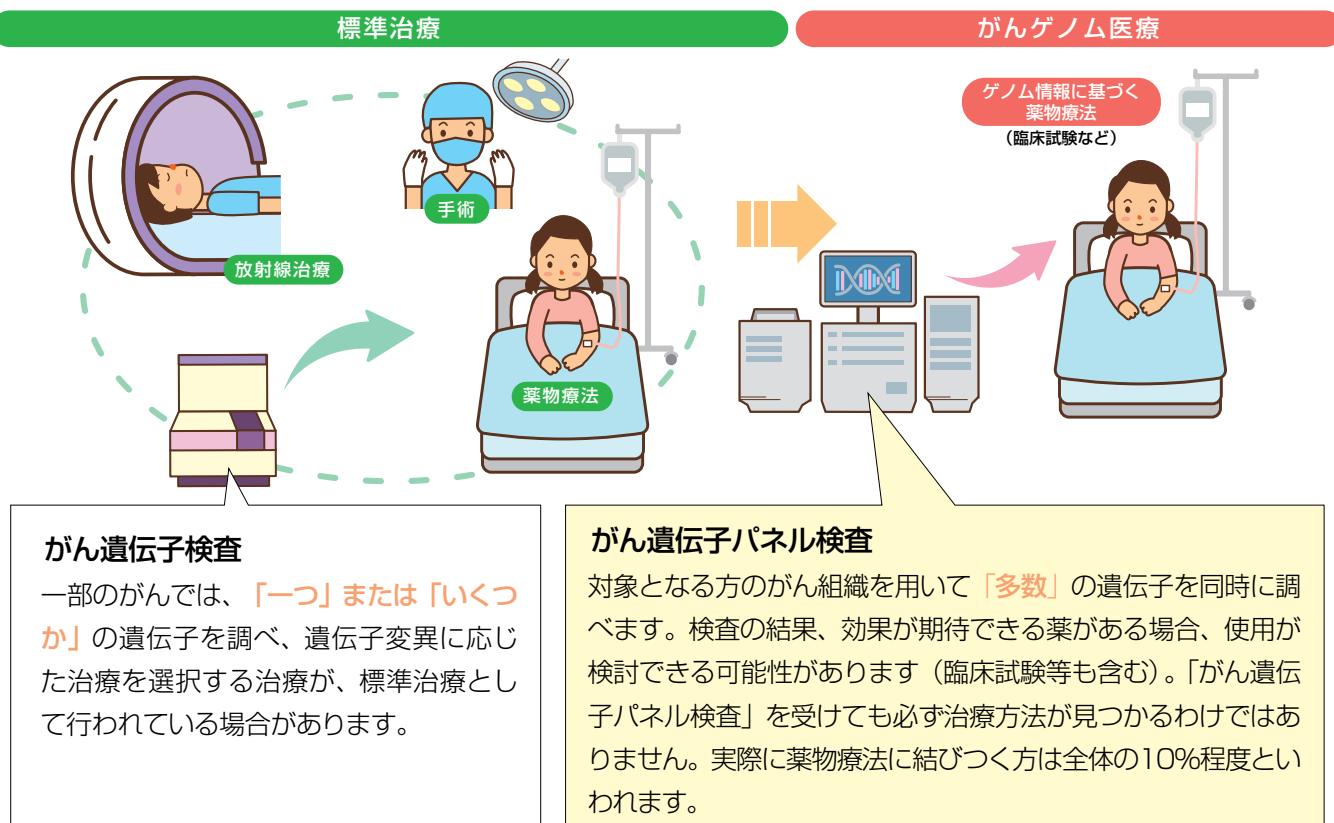 標準治療
がんゲノム医療
ゲノム情報に基づく
薬物療法
（臨床試験など）
手術
放射線治療
薬物療法
がん遺伝子検査
一部のがんでは、「一つ」または「いくつ
か」の遺伝子を調べ、遺伝子変異に応じ
た治療を選択する治療が、標準治療とし
て行われている場合があります。
がん遺伝子パネル検査
対象となる方のがん組織を用いて「多数」の遺伝子を同時に調
べます。検査の結果、効果が期待できる薬がある場合、使用が
検討できる可能性があります（臨床試験等も含む）。「がん遺伝
子パネル検査」を受けても必ず治療方法が見つかるわけではあ
りません。実際に薬物療法に結びつく方は全体の10%程度とい
われます。